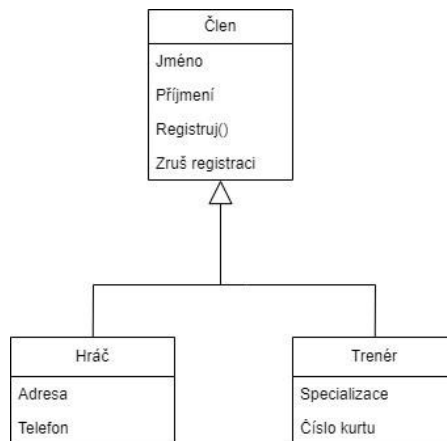 Člen
Jméno
Příjmení
Registruj()
Zruš registraci
Hráč
Adresa
Telefon
Trenér
Specializace
Číslo kurtu